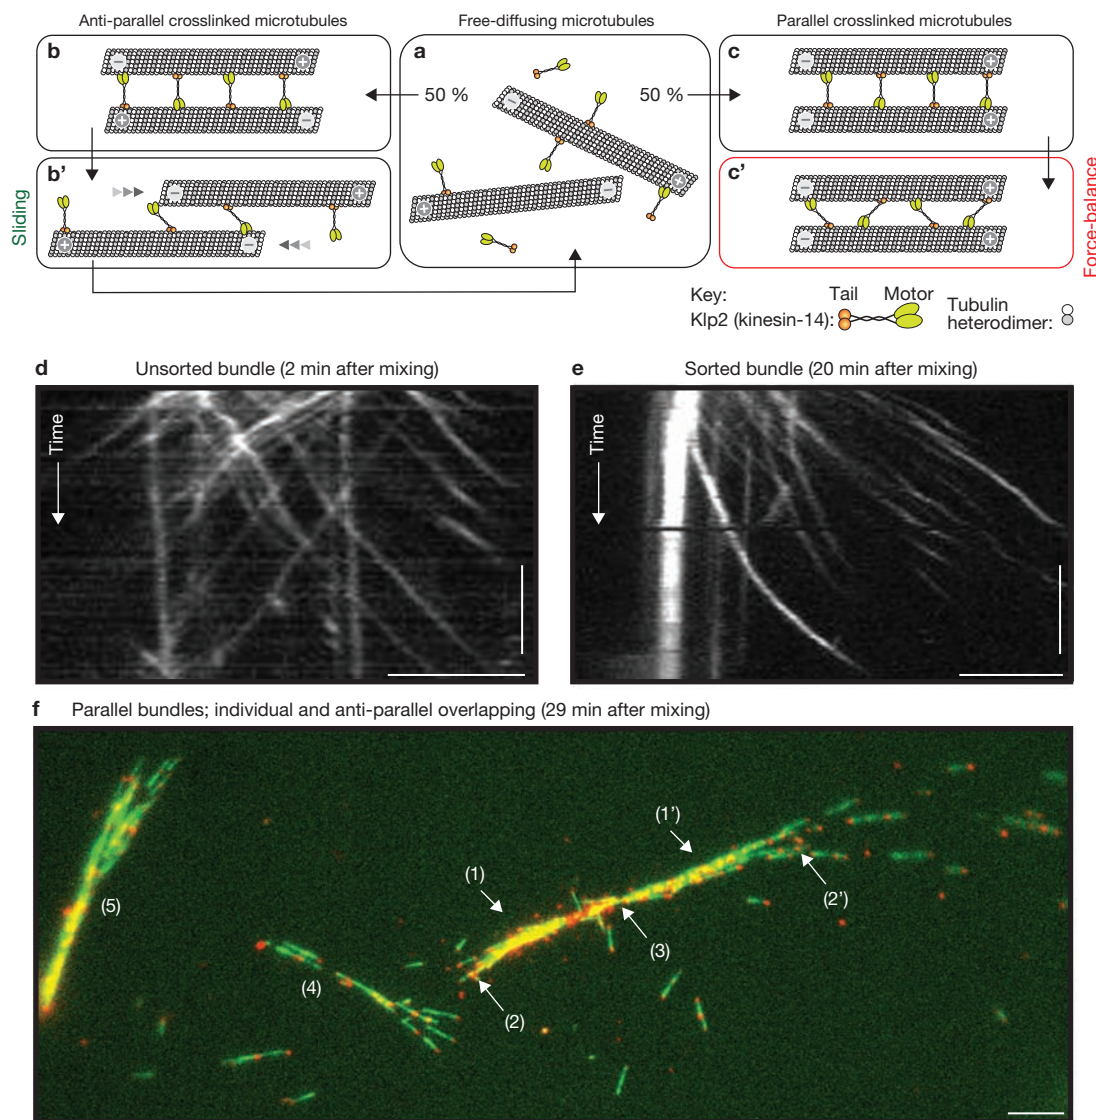 Anti-parallel crosslinked microtubules
Free-diffusing microtubules
Parallel crosslinked microtubules
b
a
c
50 %
50 %
−
+
+
−
−
+
+
−
−
+
−
+
Sliding
b'
−
+
+
−
c'
−
+
−
+
Force-balance
Key:
Tail
Motor
Klp2 (kinesin-14):
Tubulin
heterodimer:
d
Unsorted bundle (2 min after mixing)
e
Sorted bundle (20 min after mixing)
Time
Time
f Parallel bundles; individual and anti-parallel overlapping (29 min after mixing)
(1')
(1)
(5)
(2')
(3)
(4)
(2)